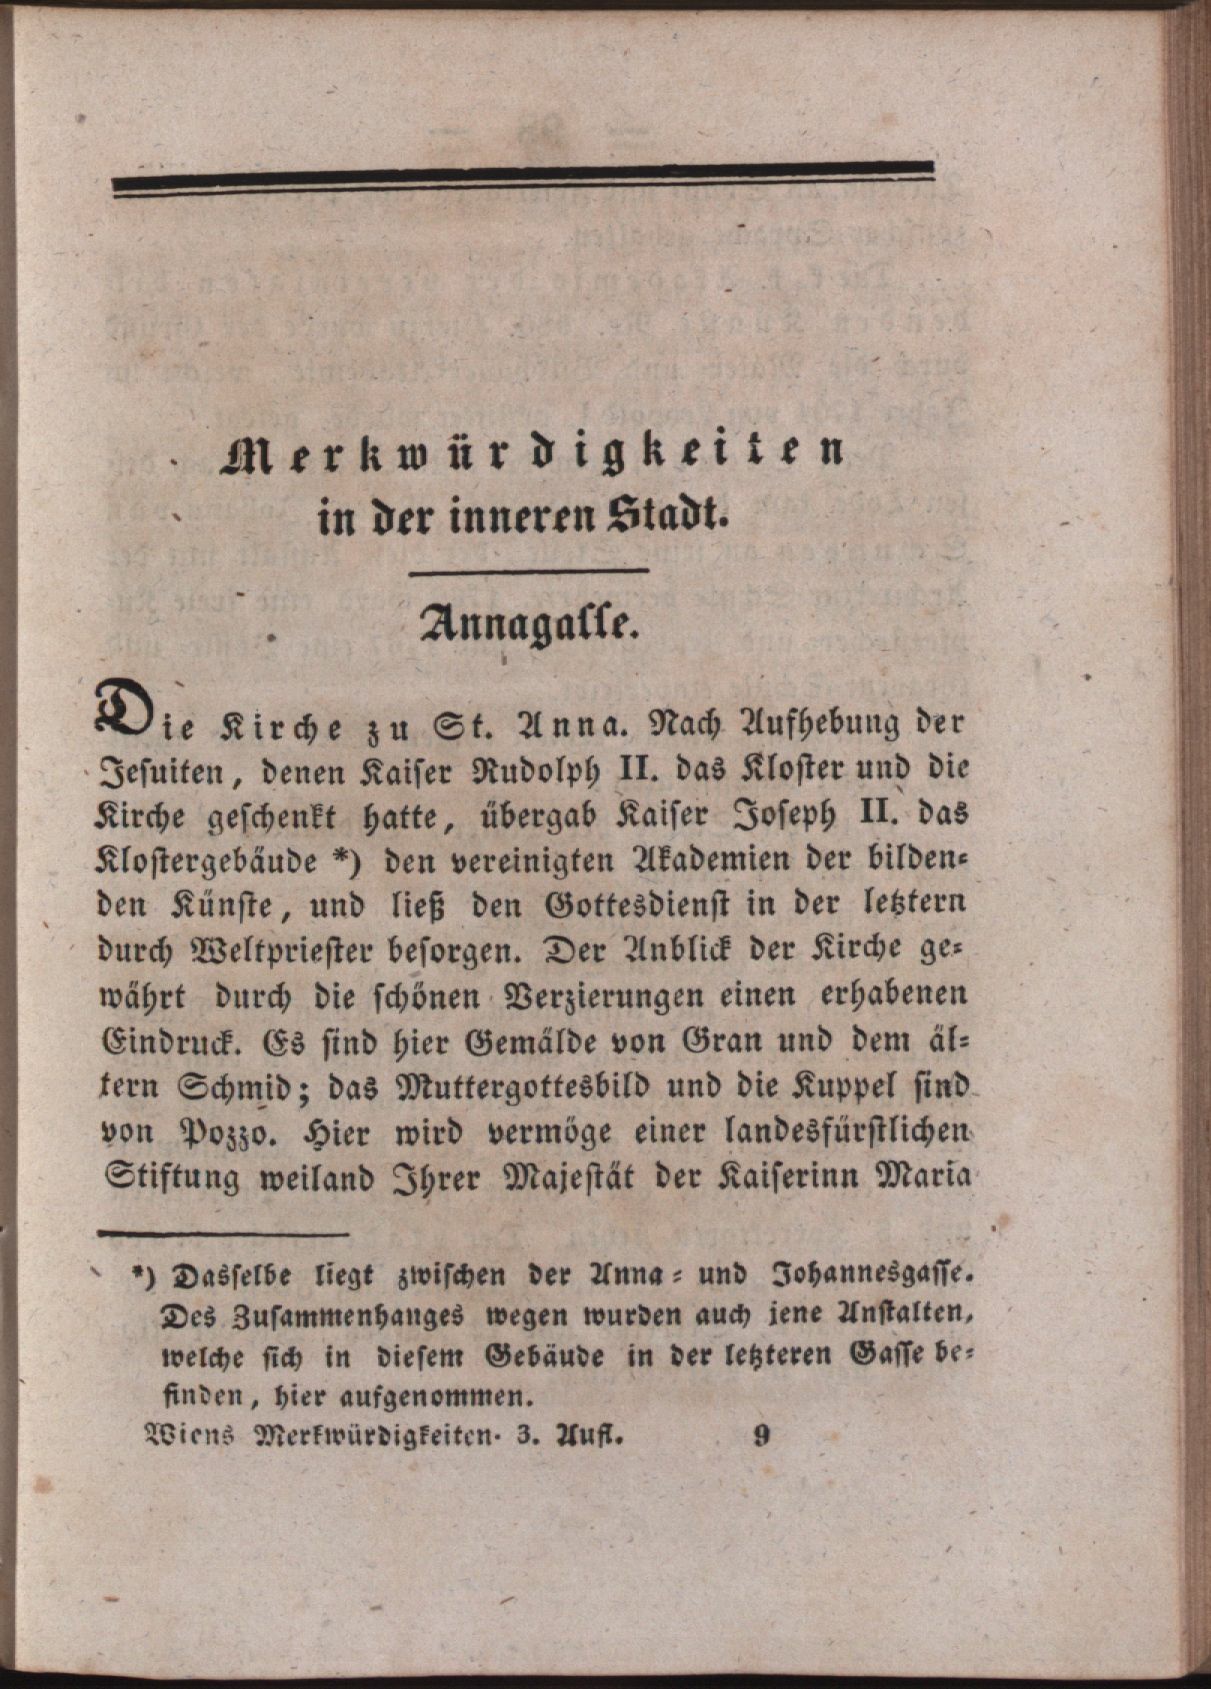 Merkwürdigkeiten
in der inneren Stadt.
Annagasse.
Die Kirche zu St. Anna. Nach Aufhebung der
Jesuiten, denen Kaiser Rudolph II. das Kloster und die
Kirche geschenkt hatte, übergab Kaiser Joseph II. das
Klostergebäude *) den vereinigten Akademien der bilden-
den Künste, und ließ den Gottesdienst in der letztern
durch Weltpriester besorgen. Der Anblick der Kirche ge-
währt durch die schönen Verzierungen einen erhabenen
Eindruck. Es sind hier Gemälde von Gran und dem äl-
tern Schmid; das Muttergottesbild und die Kuppel sind
von Pozzo. Hier wird vermöge einer landesfürstlichen
Stiftung weiland Ihrer Majestät der Kaiserinn Maria
*) Dasselbe liegt zwischen der Anna- und Johannesgasse.
Des Zusammenhanges wegen wurden auch jene Anstalten,
welche sich in diesem Gebäude in der letzteren Gasse be-
finden, hier aufgenommen.
Wiens Merkwürdigkeiten. 3. Aufl. 9